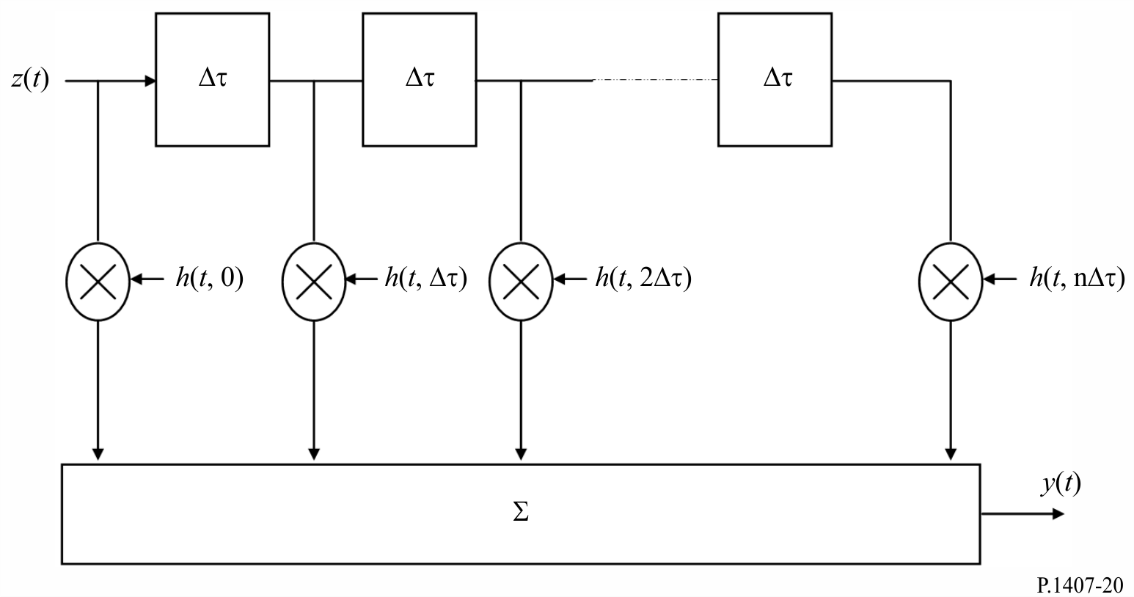 z(t) Δτ Δτ Δτ
h(t, 0) h(t, Δτ) h(t, 2Δτ) h(t, nΔτ)
y(t)
Σ
P.1407-20